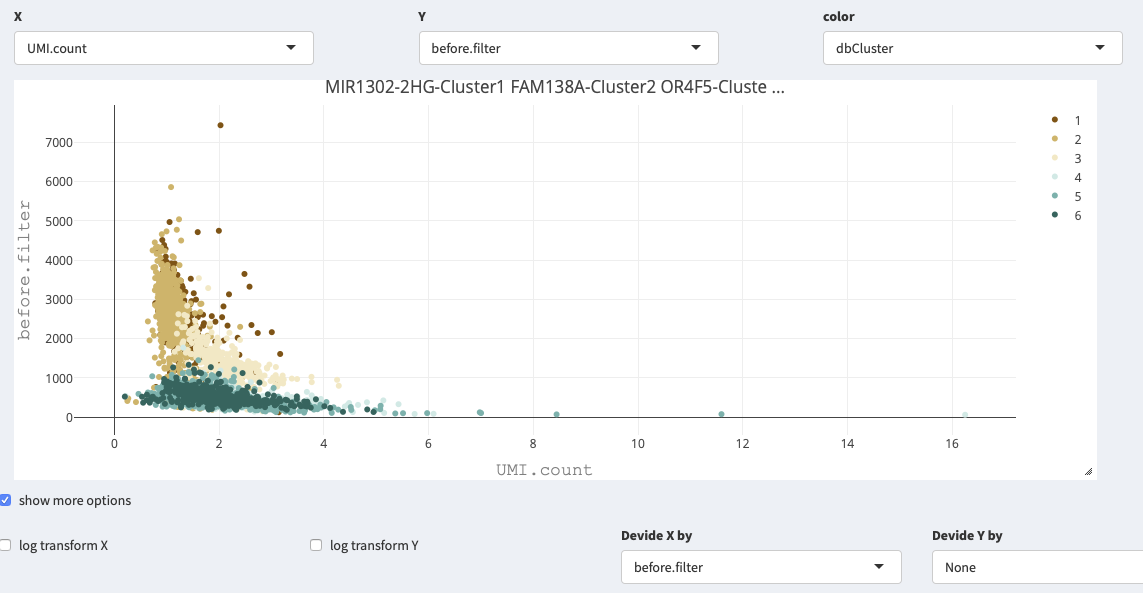 X Y color
UMI.count before.filter dbCluster
MIR1302-2HG-Cluster1 FAM138A-Cluster2 OR4F5-Cluste ...
1
7000
2
3
6000
4
5
5000
6
4000
before.filter
3000
2000
1000
0
0 2 4 6 8 10 12 14 16
UMI.count
show more options
Devide X by Devide Y by
log transform X log transform Y
before.filter None